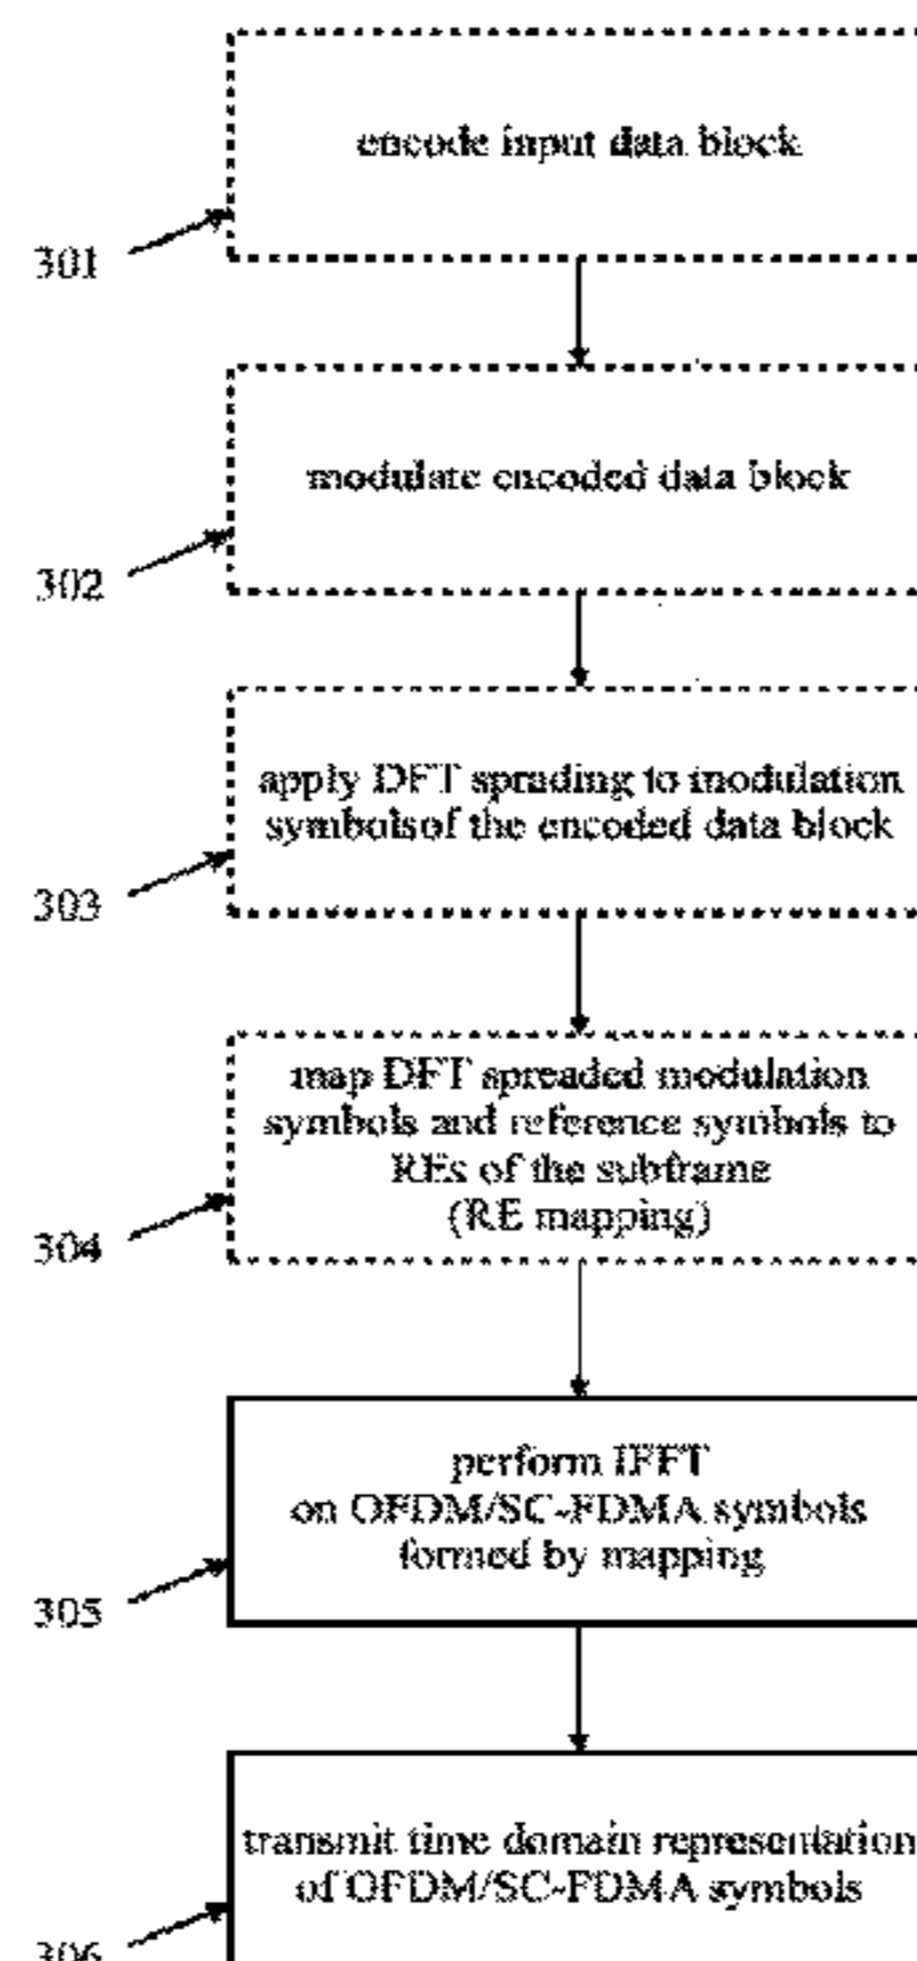 encode input data block
301
modulate encoded data block
302
apply DFT sprading to modulation
symbolsof the encoded data block
303
map DFT spreaded modulation
symbols and reference symbols to
REs of the subframe
(RE mapping)
304
perform IFFT
on OFDM/SC-FDMA symbols
formed by mapping
305
transmit time domain representation
of OFDM/SC-FDMA symbols
306